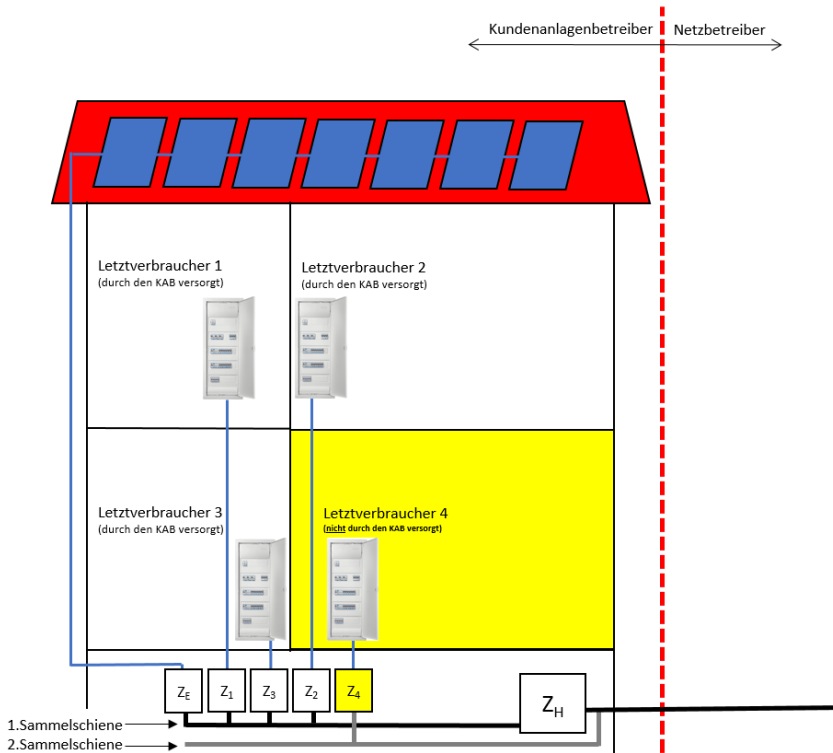 Kundenanlagenbetreiber
Netzbetreiber
Letztverbraucher 1
(durch den KAB versorgt)
Letztverbraucher 2
(durch den KAB versorgt)
Letztverbraucher 3
(durch den KAB versorgt)
Letztverbraucher 4
(nicht durch den KAB versorgt)
ZE
Z1
Z3
Z2
Z4
ZH
1.Sammelschiene
2.Sammelschiene